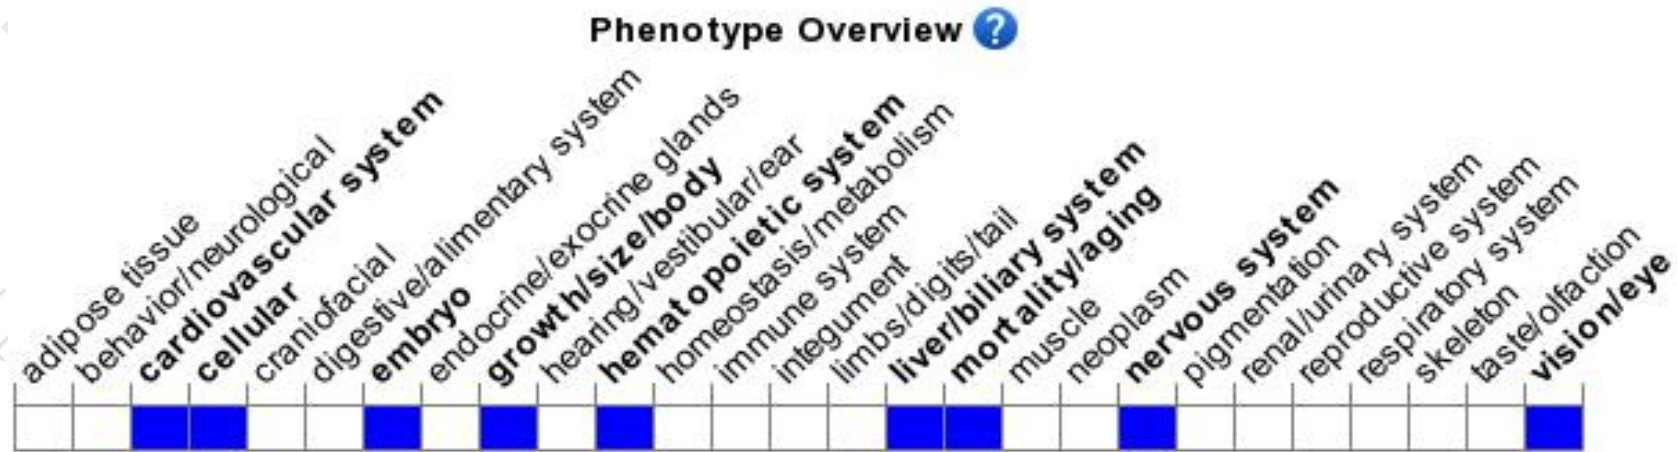 Phenotype Overview ?
adipose tissue
behavior/neurological
cardiovascular system
cellular
craniofacial
digestive/alimentary system
embryo
endocrine/exocrine glands
growth/size/body
hearing/vestibular/ear
hematopoietic system
homeostasis/metabolism
immune system
integument
limbs/digits/tail
liver/biliary system
mortality/aging
muscle
neoplasm
nervous system
pigmentation
renal/urinary system
reproductive system
respiratory system
skeleton
taste/olfaction
vision/eye